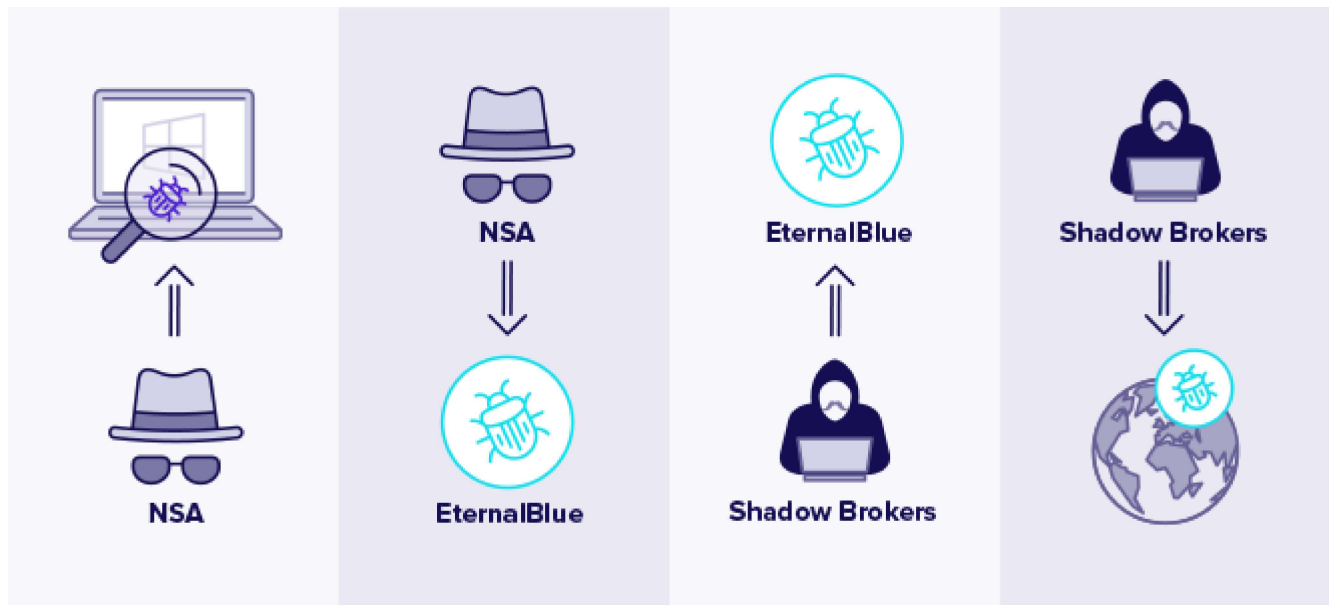 NSA
NSA
EternalBlue
EternalBlue
Shadow Brokers
Shadow Brokers